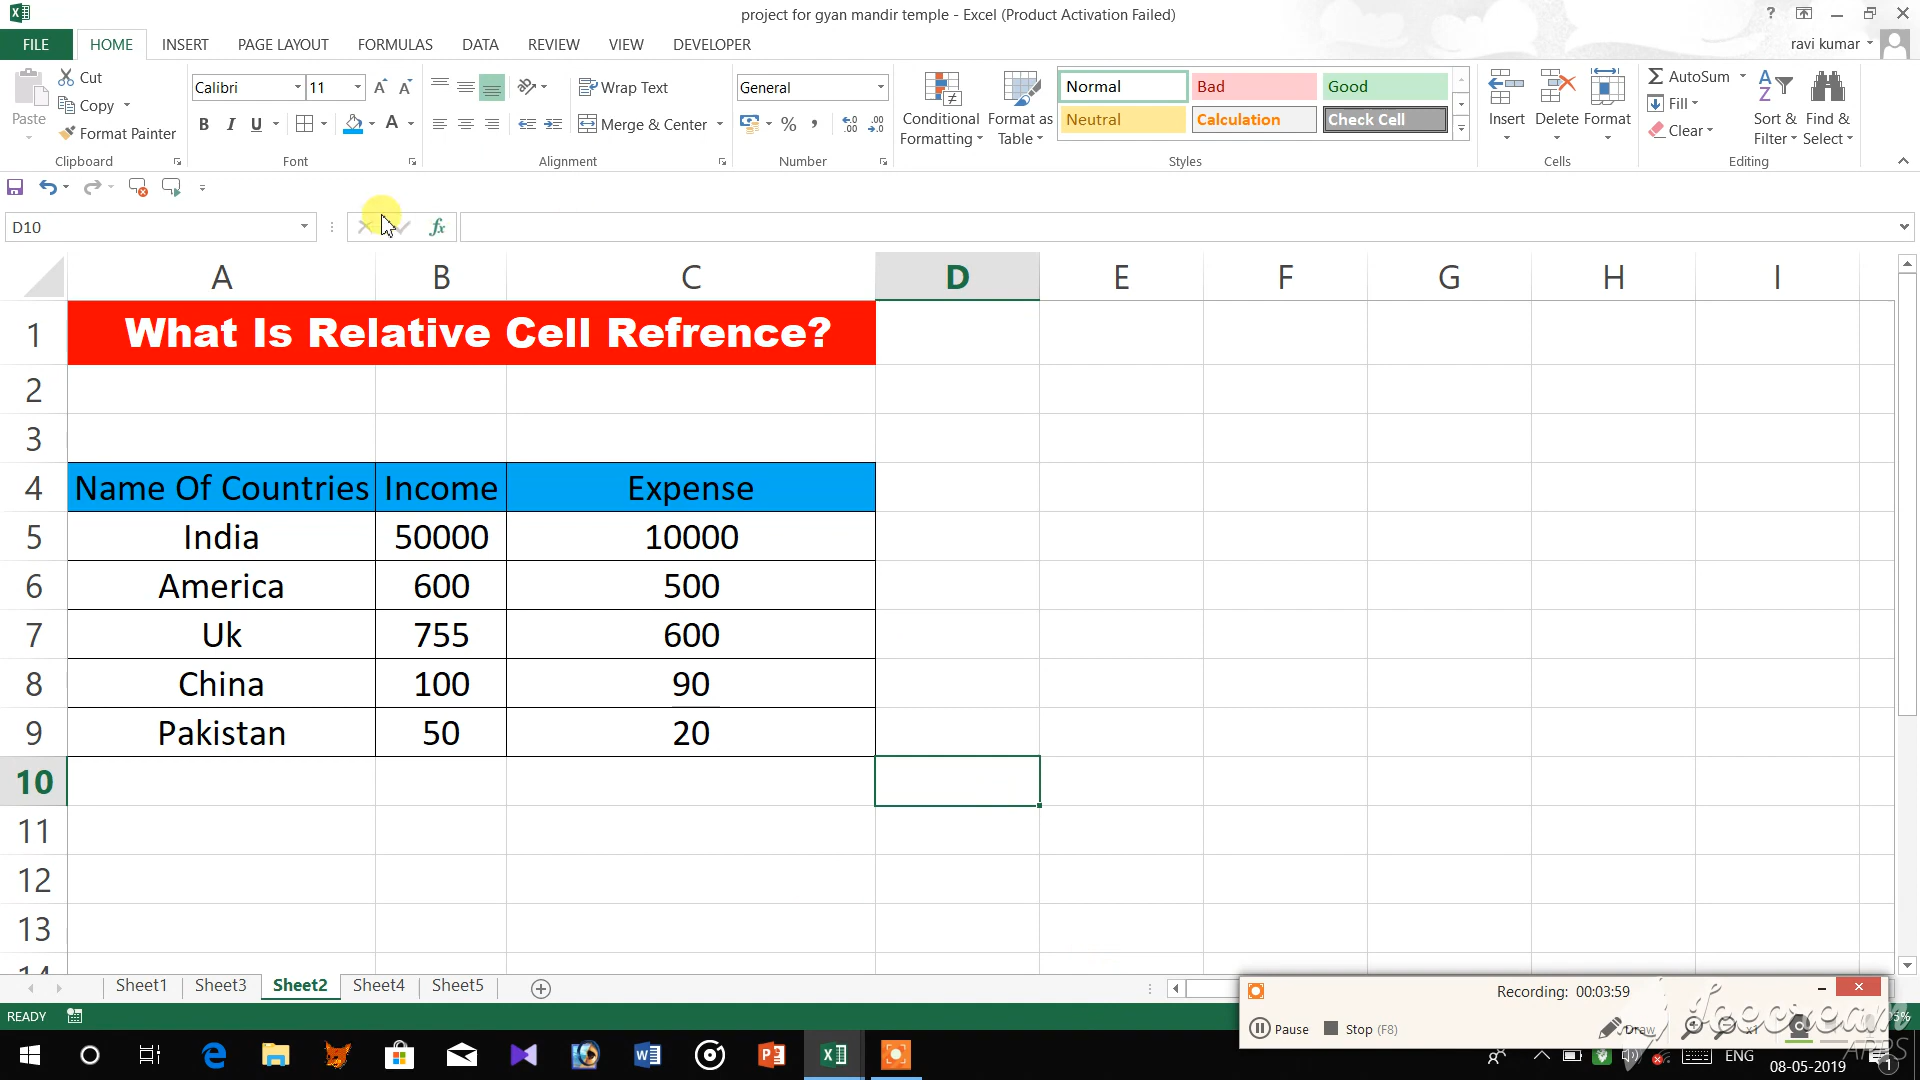 project for gyan mandir temple - Excel (Product Activation Failed)
FILE HOME INSERT PAGE LAYOUT FORMULAS DATA REVIEW VIEW DEVELOPER ravi kumar
Paste Cut Copy Format Painter Clipboard
Calibri 11 B I U Font
Wrap Text Merge & Center Alignment
General % , Number
Conditional Formatting Format as Table
Normal Bad Good
Neutral Calculation Check Cell
Styles
Insert Delete Format Cells
AutoSum Fill Clear Sort & Filter Find & Select Editing
D10 fx
A B C D E F G H I
1 What Is Relative Cell Refrence?
2
3
4 Name Of Countries Income Expense
5 India 50000 10000
6 America 600 500
7 Uk 755 600
8 China 100 90
9 Pakistan 50 20
10
11
12
13
14
Sheet1 Sheet3 Sheet2 Sheet4 Sheet5
Recording: 00:03:59
Pause Stop (F8) Draw x1
icecream
APPS
READY
ENG 08-05-2019 1